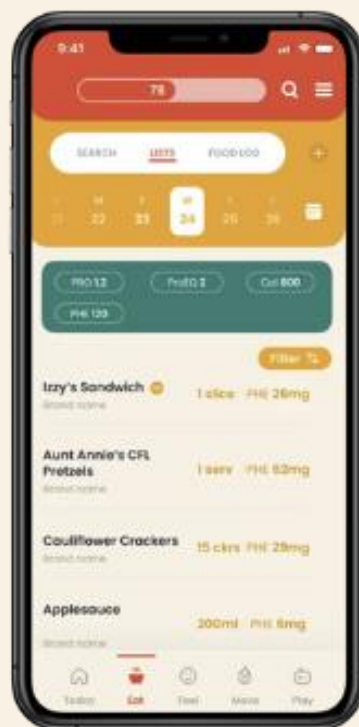 9:41
78
SEARCH LISTS FOOD LOG
M T W T F
22 23 24 25 26
PRO 12 ProEQ 2 Cal 800
PHE 120
Filter
Izzy's Sandwich
1 slice PHE 26mg
Brand name
Aunt Annie's CFL
Pretzels
1 serv PHE 52mg
Brand name
Cauliflower Crackers
15 ckrs PHE 29mg
Brand name
Applesauce
200ml PHE 6mg
Brand name
Today Eat Feel Move Play